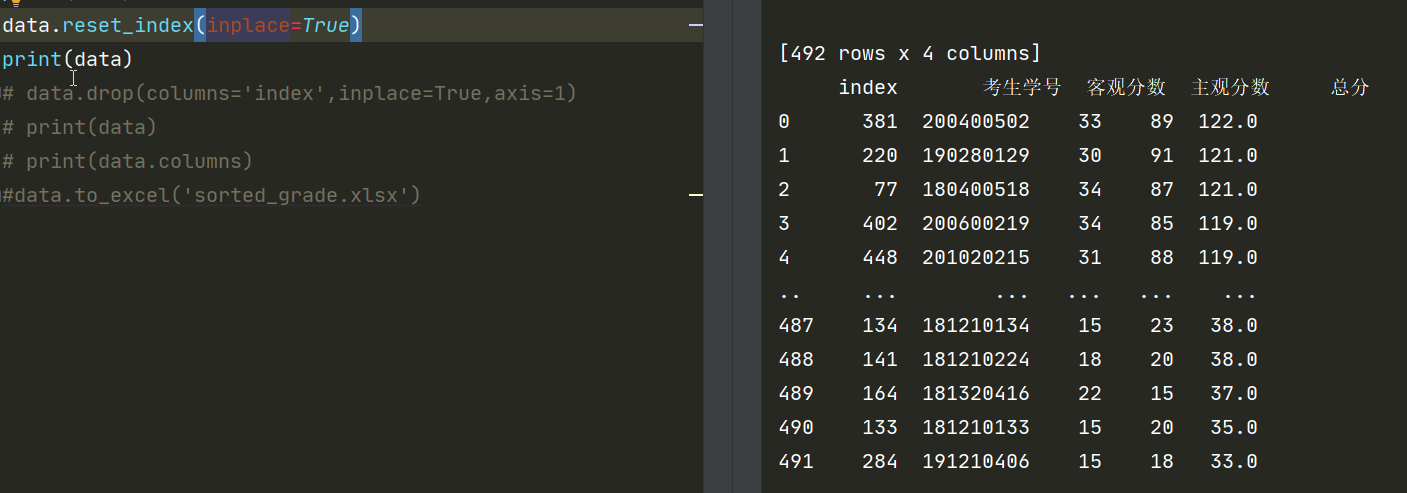 data.reset_index(inplace=True)
print(data)
# data.drop(columns='index',inplace=True,axis=1)
# print(data)
# print(data.columns)
#data.to_excel('sorted_grade.xlsx')
[492 rows x 4 columns]
index 考生学号 客观分数 主观分数 总分
0 381 200400502 33 89 122.0
1 220 190280129 30 91 121.0
2 77 180400518 34 87 121.0
3 402 200600219 34 85 119.0
4 448 201020215 31 88 119.0
.. ... ... ... ... ...
487 134 181210134 15 23 38.0
488 141 181210224 18 20 38.0
489 164 181320416 22 15 37.0
490 133 181210133 15 20 35.0
491 284 191210406 15 18 33.0